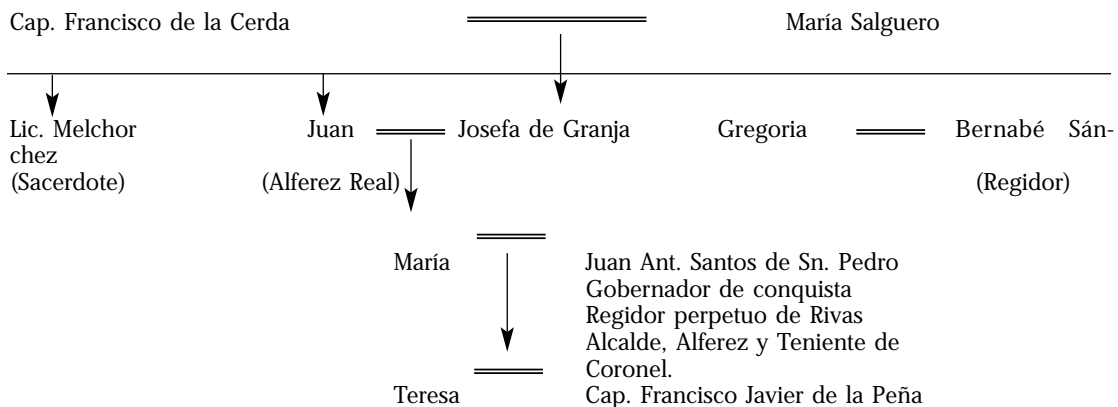 Cap. Francisco de la Cerda María Salguero
Lic. Melchor Juan Josefa de Granja Gregoria Bernabé Sán-
chez
(Sacerdote) (Alferez Real) (Regidor)
María Juan Ant. Santos de Sn. Pedro
Gobernador de conquista
Regidor perpetuo de Rivas
Alcalde, Alferez y Teniente de
Coronel.
Teresa Cap. Francisco Javier de la Peña